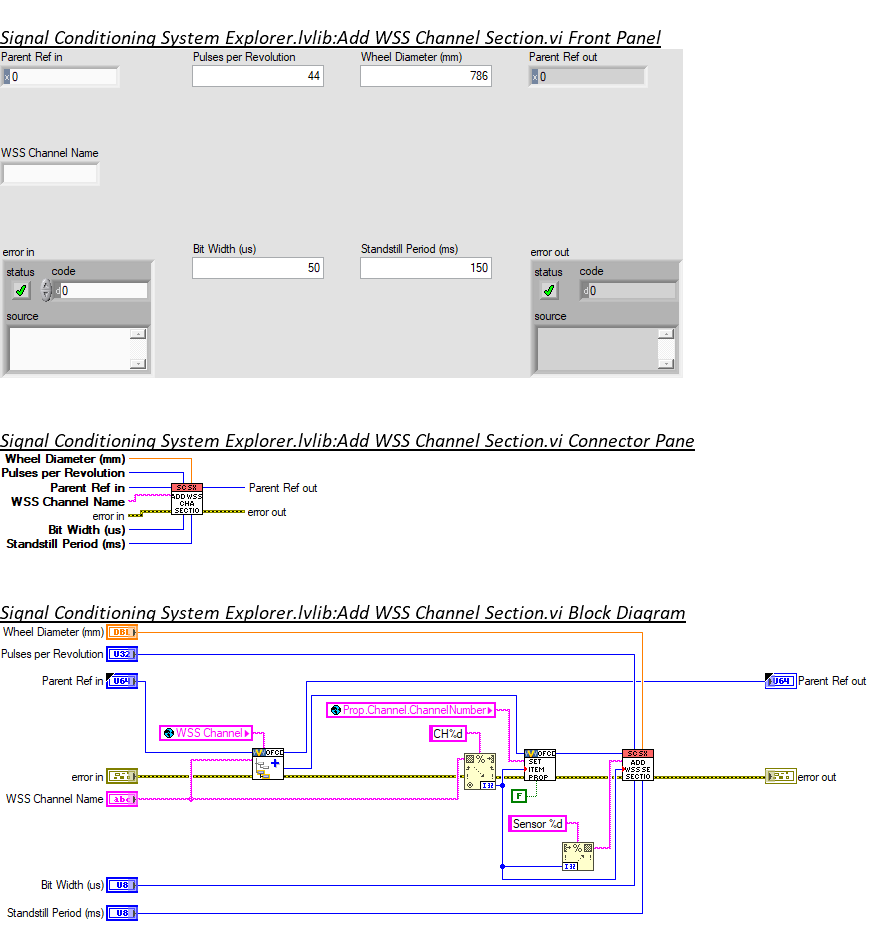 Signal Conditioning System Explorer.lvlib:Add WSS Channel Section.vi Front Panel
Parent Ref in
Pulses per Revolution
Wheel Diameter (mm)
Parent Ref out
x 0
44
786
x 0
WSS Channel Name
error in
Bit Width (us)
Standstill Period (ms)
error out
status code
50
150
status code
d 0
d 0
source
source
Signal Conditioning System Explorer.lvlib:Add WSS Channel Section.vi Connector Pane
Wheel Diameter (mm)
Pulses per Revolution
Parent Ref in
WSS Channel Name
error in
Bit Width (us)
Standstill Period (ms)
SCSX
ADD WSS
CHA
SECTIO
Parent Ref out
error out
Signal Conditioning System Explorer.lvlib:Add WSS Channel Section.vi Block Diagram
Wheel Diameter (mm) DBL
Pulses per Revolution U32
Parent Ref in U64
U64 Parent Ref out
Prop.Channel.ChannelNumber
WSS Channel
CH%d
OFCD
%
I32
OFCD
SET
ITEM
PROP
SCSX
ADD
WSS SE
SECTIO
error in
error out
WSS Channel Name abc
F
Sensor %d
%
I32
Bit Width (us) U8
Standstill Period (ms) U8